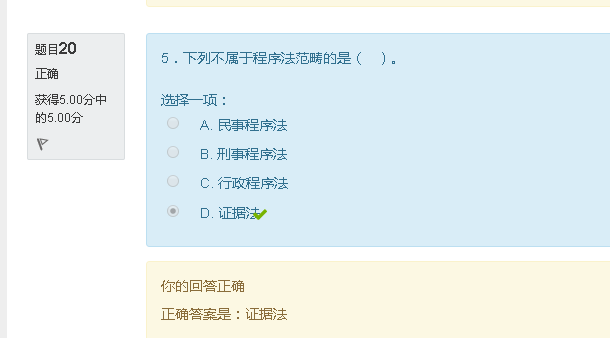 题目20
正确
获得5.00分中
的5.00分
5．下列不属于程序法范畴的是（　）。
选择一项：
A. 民事程序法
B. 刑事程序法
C. 行政程序法
D. 证据法
你的回答正确
正确答案是：证据法